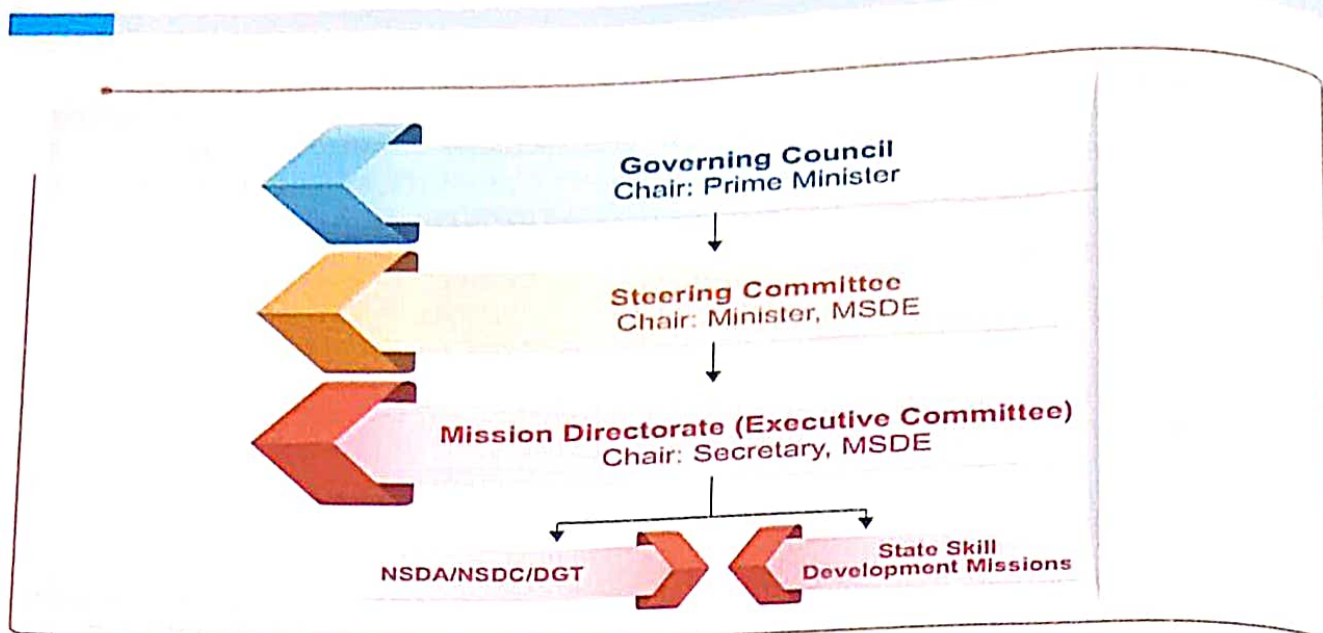 Governing Council
Chair: Prime Minister
Steering Committee
Chair: Minister, MSDE
Mission Directorate (Executive Committee)
Chair: Secretary, MSDE
NSDA/NSDC/DGT
State Skill
Development Missions